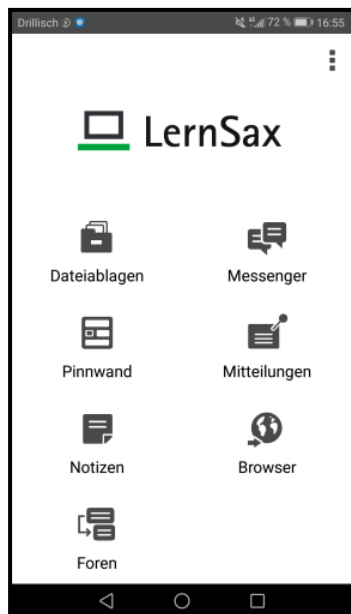 Drillisch 72 % 16:55
LernSax
Dateiablagen Messenger
Pinnwand Mitteilungen
Notizen Browser
Foren